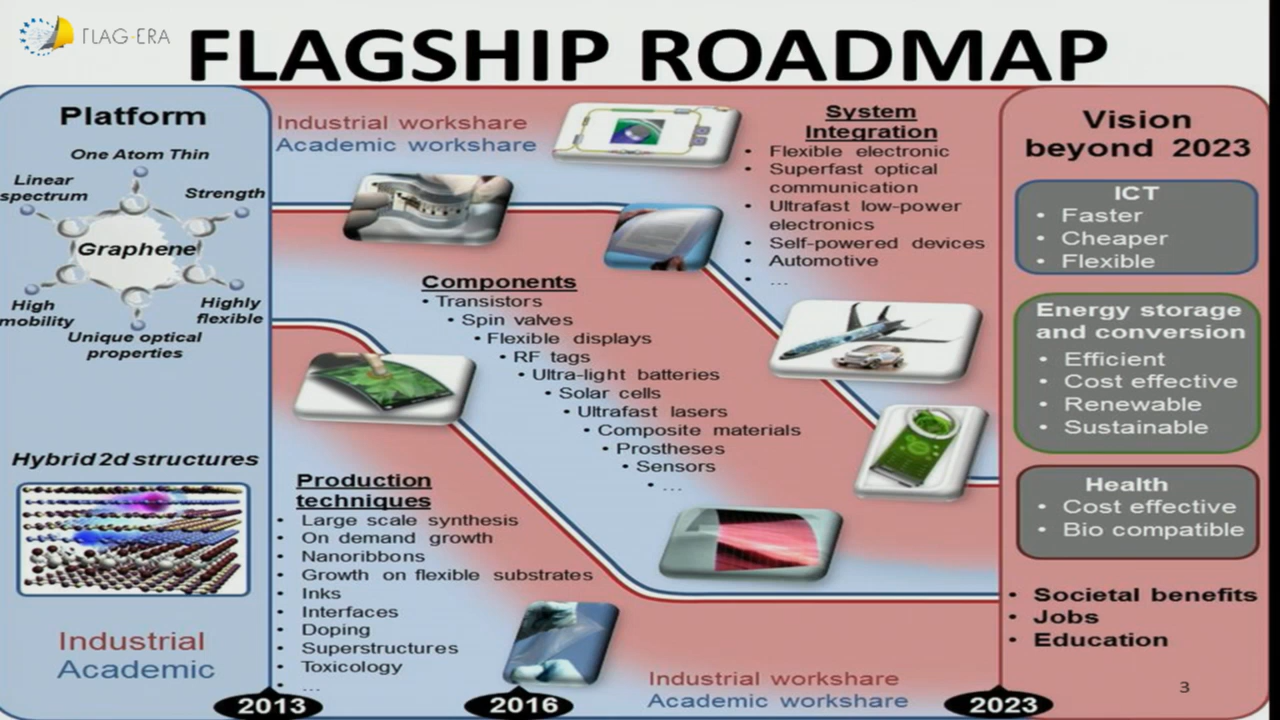 FLAG-ERA
FLAGSHIP ROADMAP
Platform
One Atom Thin
Linear
spectrum
Strength
Graphene
High
mobility
Highly
flexible
Unique optical
properties
Hybrid 2d structures
Industrial
Academic
Industrial workshare
Academic workshare
Components
• Transistors
• Spin valves
• Flexible displays
• RF tags
• Ultra-light batteries
• Solar cells
• Ultrafast lasers
• Composite materials
• Prostheses
• Sensors
• ...
Production
techniques
• Large scale synthesis
• On demand growth
• Nanoribbons
• Growth on flexible substrates
• Inks
• Interfaces
• Doping
• Superstructures
• Toxicology
• ...
System
Integration
• Flexible electronic
• Superfast optical
communication
• Ultrafast low-power
electronics
• Self-powered devices
• Automotive
• ...
Industrial workshare
Academic workshare
Vision
beyond 2023
ICT
• Faster
• Cheaper
• Flexible
Energy storage
and conversion
• Efficient
• Cost effective
• Renewable
• Sustainable
Health
• Cost effective
• Bio compatible
• Societal benefits
• Jobs
• Education
2013
2016
2023
3